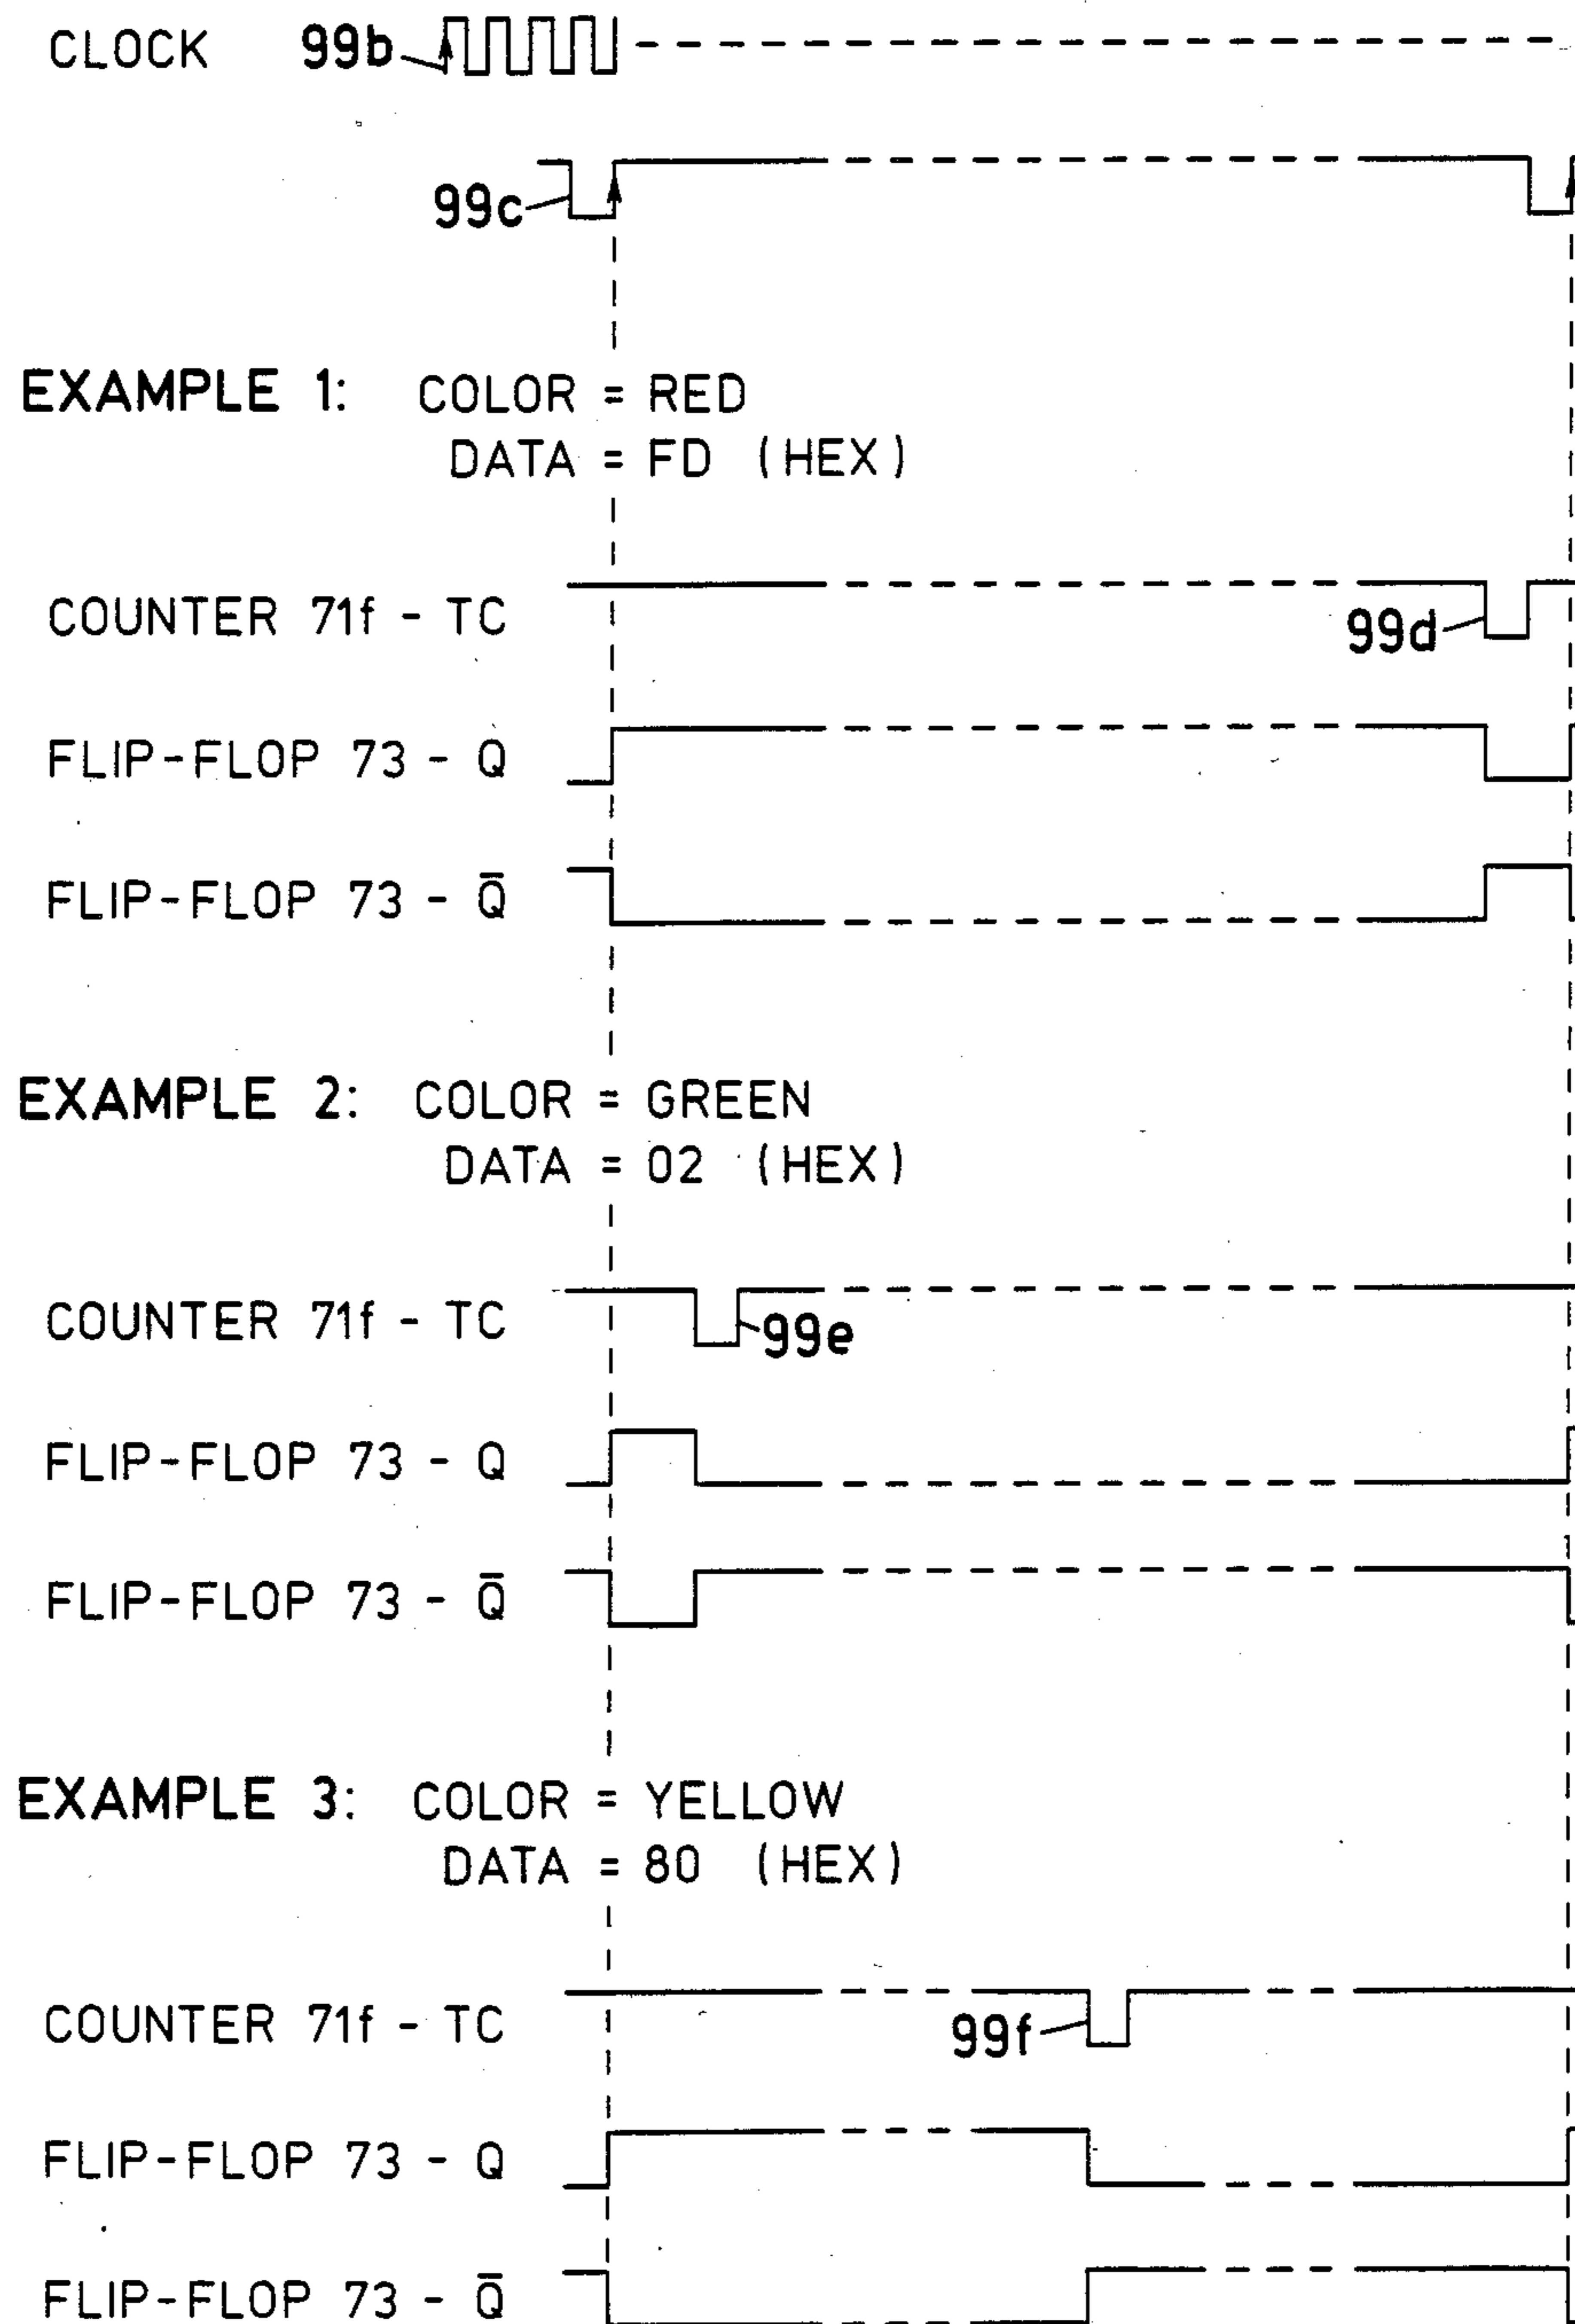 CLOCK 99b
99c
EXAMPLE 1: COLOR = RED
DATA = FD (HEX)
COUNTER 71f - TC
99d
FLIP-FLOP 73 - Q
FLIP-FLOP 73 - Q̅
EXAMPLE 2: COLOR = GREEN
DATA = 02 (HEX)
COUNTER 71f - TC
99e
FLIP-FLOP 73 - Q
FLIP-FLOP 73 - Q̅
EXAMPLE 3: COLOR = YELLOW
DATA = 80 (HEX)
COUNTER 71f - TC
99f
FLIP-FLOP 73 - Q
FLIP-FLOP 73 - Q̅